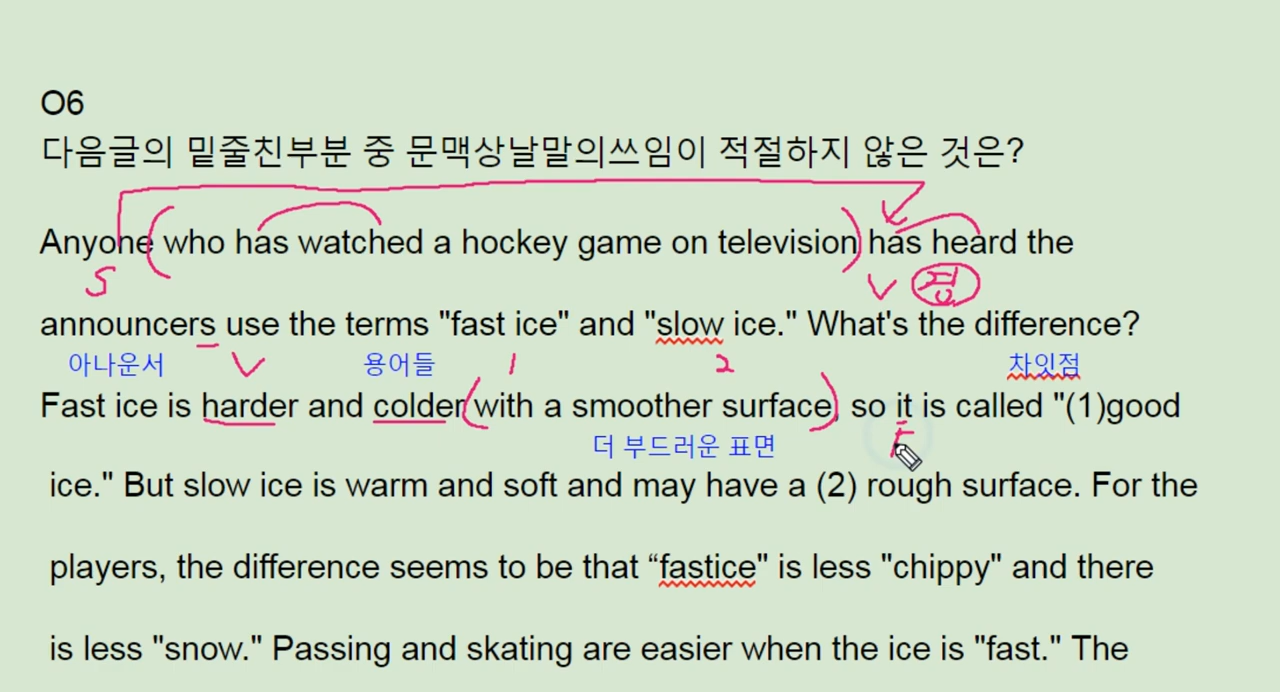 O6
다음글의 밑줄친부분 중 문맥상날말의쓰임이 적절하지 않은 것은?
Anyone (who has watched a hockey game on television) has heard the
S V 점
announcers use the terms "fast ice" and "slow ice." What's the difference?
아나운서 V 용어들 1 2 차잇점
Fast ice is harder and colder (with a smoother surface, ) so it is called "(1)good
더 부드러운 표면 F
ice." But slow ice is warm and soft and may have a (2) rough surface. For the
players, the difference seems to be that “fastice" is less "chippy" and there
is less "snow." Passing and skating are easier when the ice is "fast." The